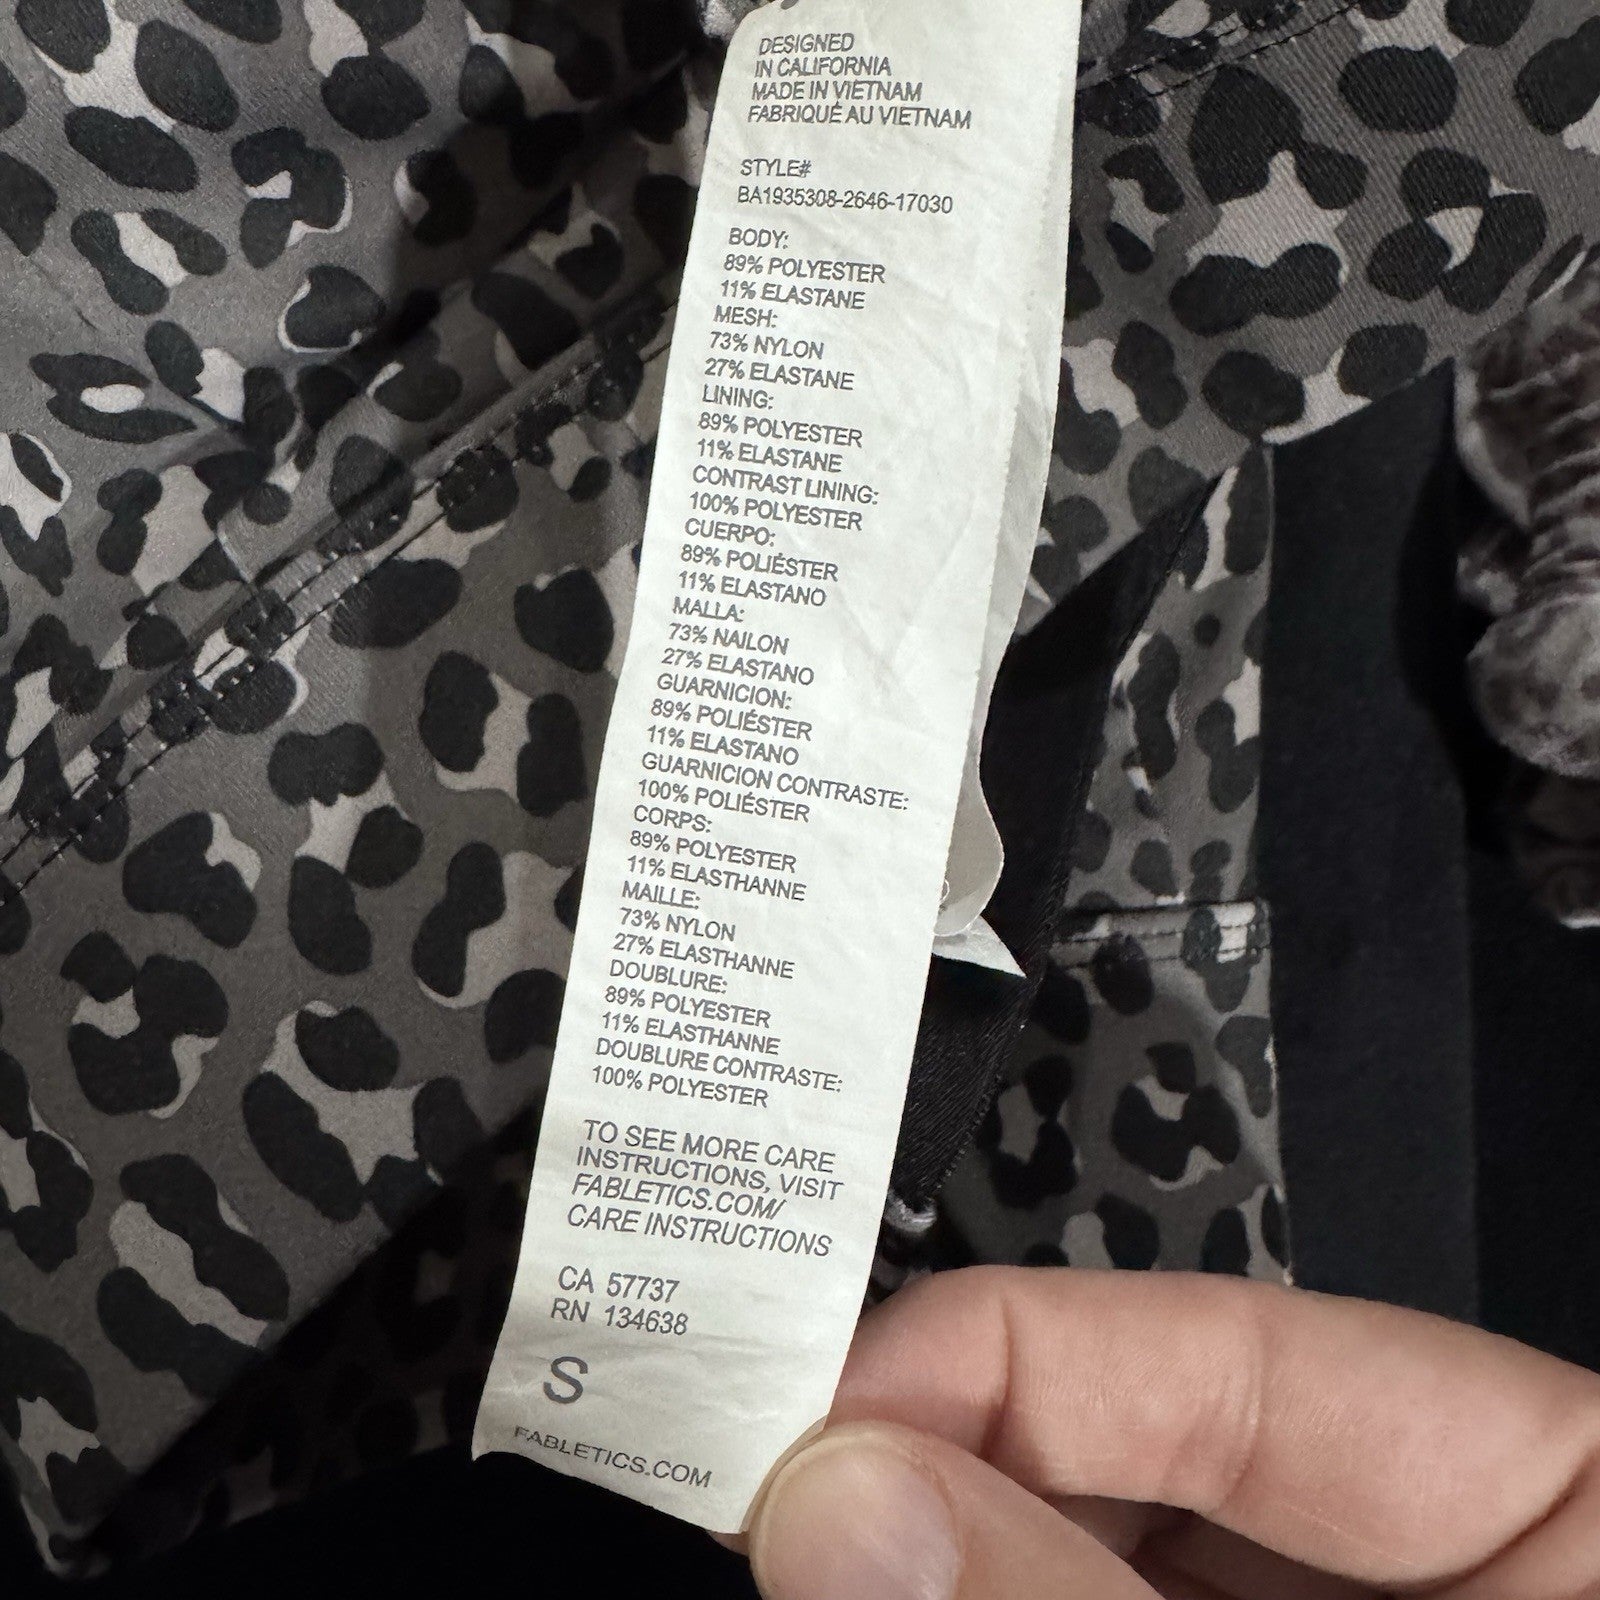 DESIGNED
IN CALIFORNIA
MADE IN VIETNAM
FABRIQUÉ AU VIETNAM
STYLE#
BA1935308-2646-17030
BODY:
89% POLYESTER
11% ELASTANE
MESH:
73% NYLON
27% ELASTANE
LINING:
89% POLYESTER
11% ELASTANE
CONTRAST LINING:
100% POLYESTER
CUERPO:
89% POLIÉSTER
11% ELASTANO
MALLA:
73% NAILON
27% ELASTANO
GUARNICION:
89% POLIÉSTER
11% ELASTANO
GUARNICION CONTRASTE:
100% POLIÉSTER
CORPS:
89% POLYESTER
11% ELASTHANNE
MAILLE:
73% NYLON
27% ELASTHANNE
DOUBLURE:
89% POLYESTER
11% ELASTHANNE
DOUBLURE CONTRASTE:
100% POLYESTER
TO SEE MORE CARE
INSTRUCTIONS, VISIT
FABLETICS.COM/
CARE INSTRUCTIONS
CA 57737
RN 134638
S
FABLETICS.COM